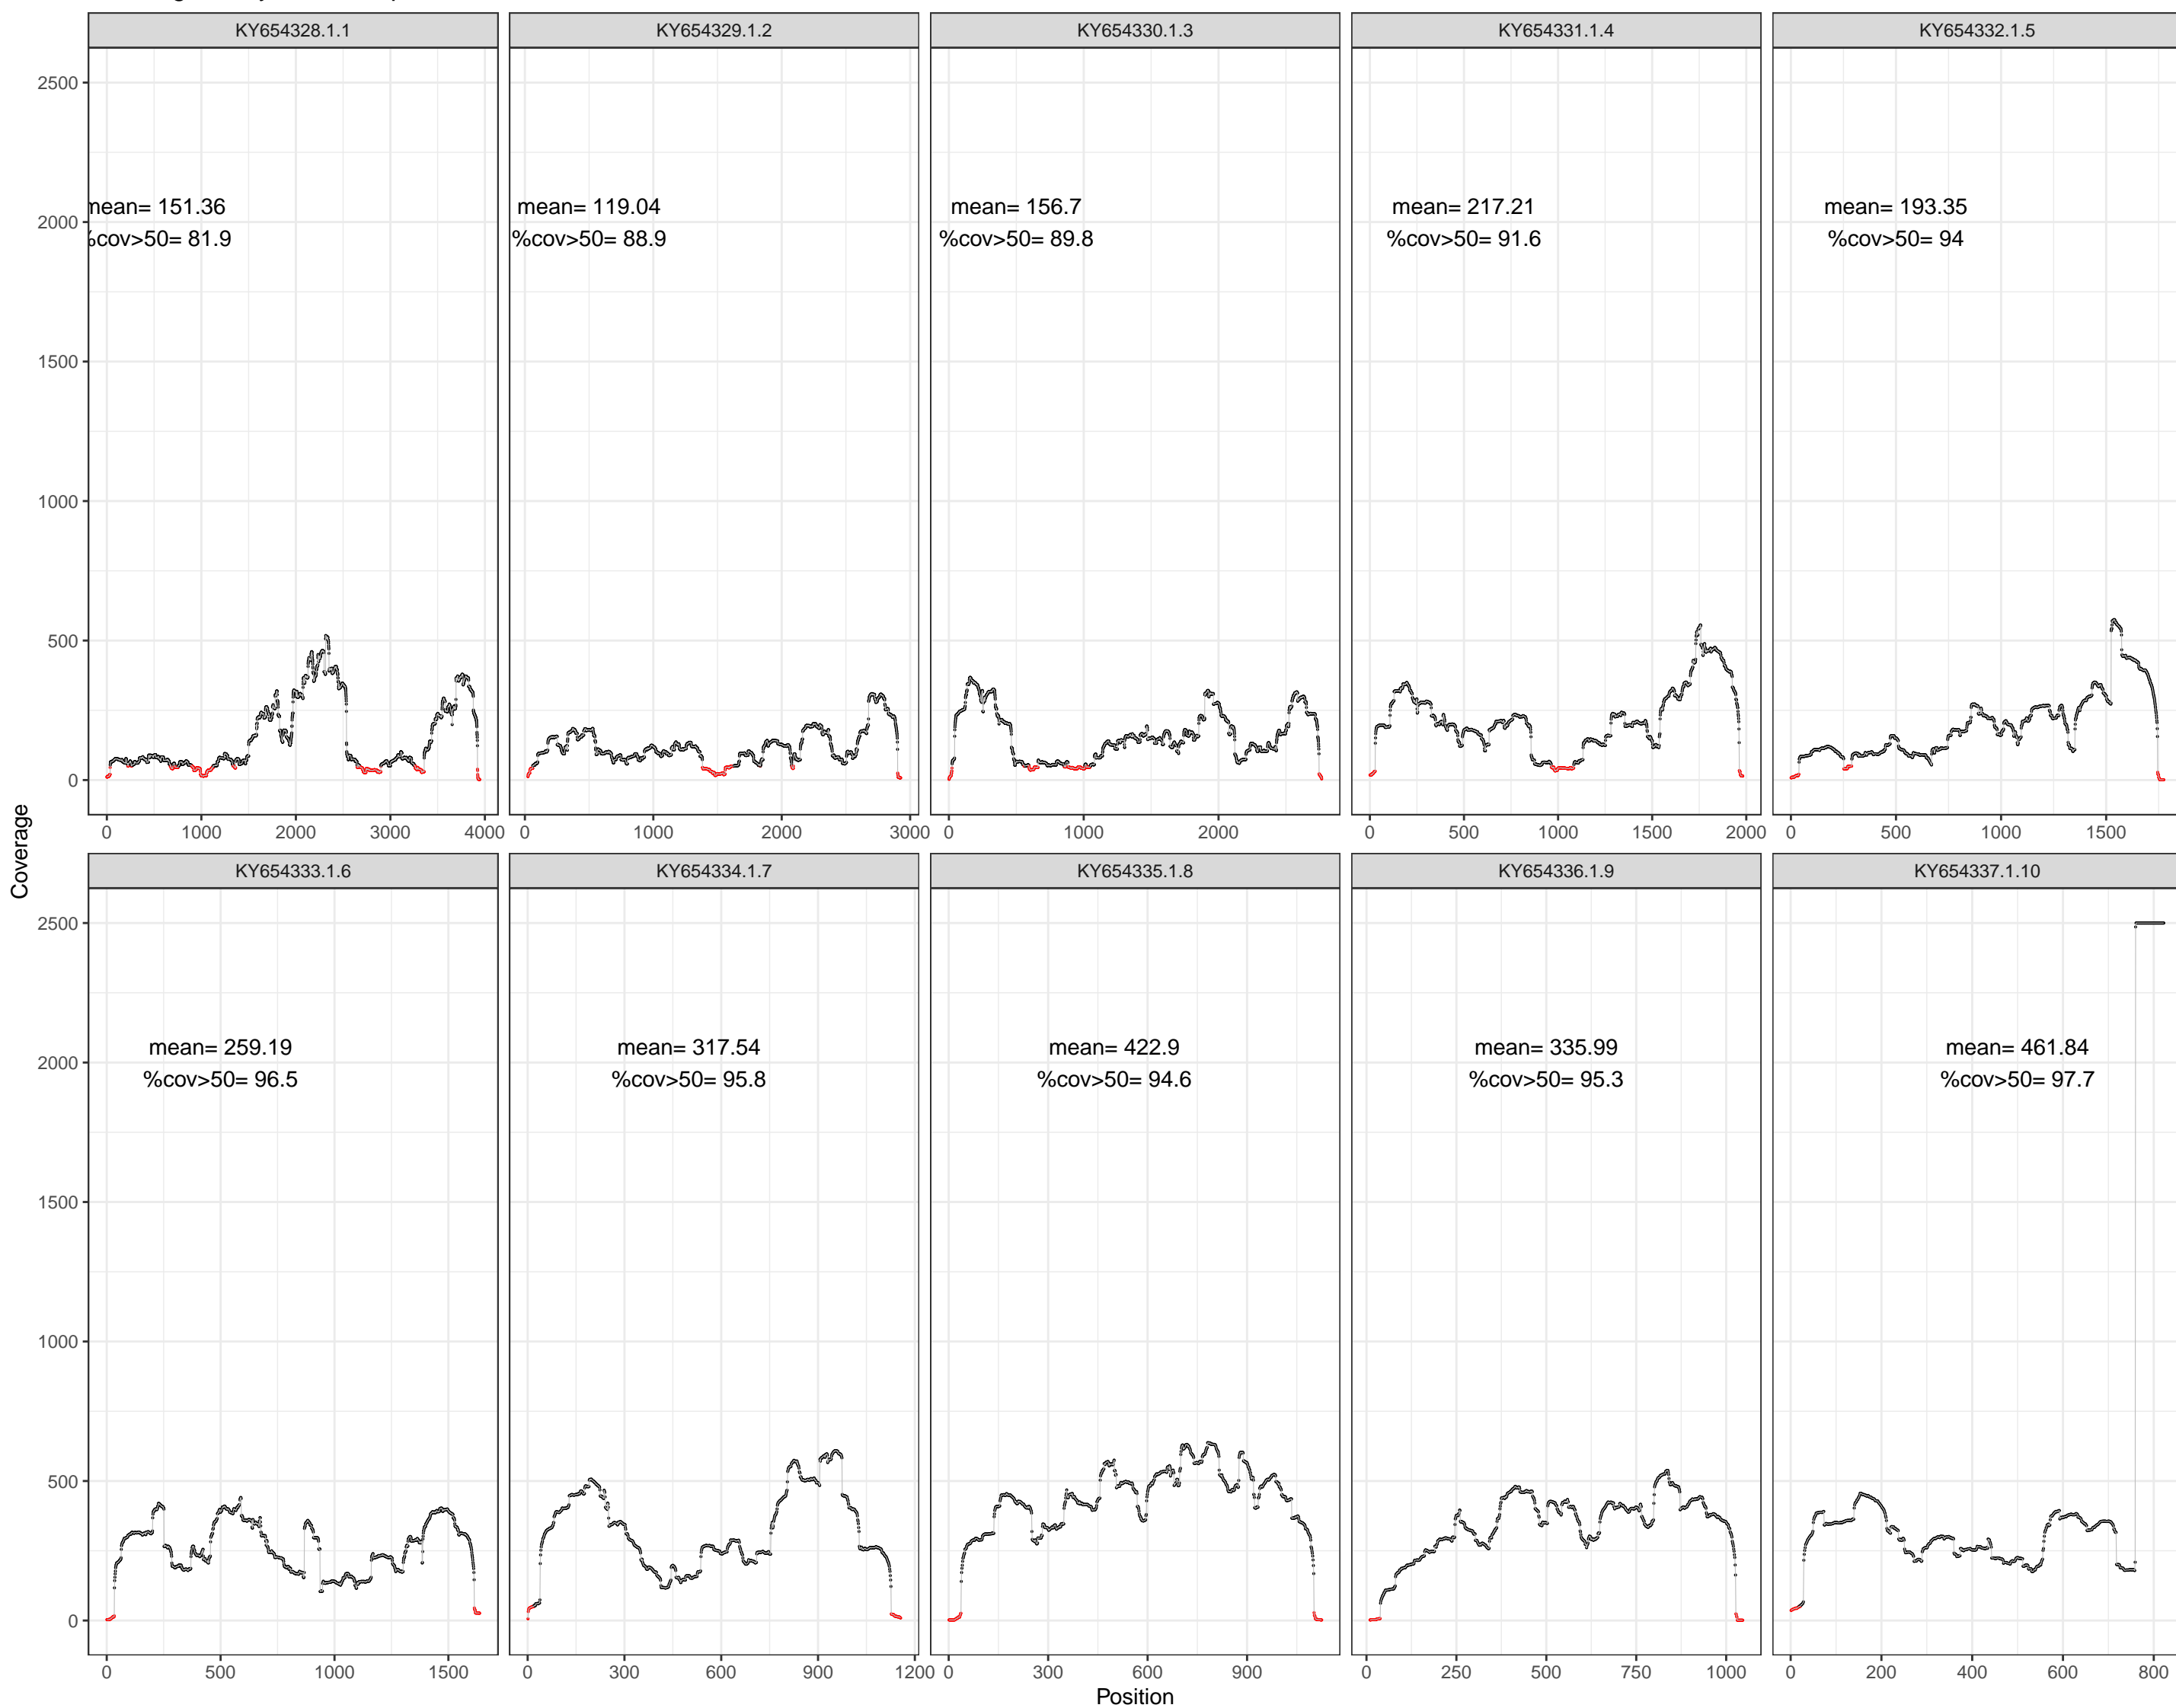 KY654328.1.1 KY654329.1.2 KY654330.1.3 KY654331.1.4 KY654332.1.5
2500
mean= 151.36 mean= 119.04 mean= 156.7 mean= 217.21 mean= 193.35
2000
%cov>50= 81.9 %cov>50= 88.9 %cov>50= 89.8 %cov>50= 91.6 %cov>50= 94
1500
1000
500
0
0 1000 2000 3000 4000 0 1000 2000 3000 0 1000 2000 0 500 1000 1500 2000 0 500 1000 1500
Coverage
KY654333.1.6 KY654334.1.7 KY654335.1.8 KY654336.1.9 KY654337.1.10
2500
mean= 259.19 mean= 317.54 mean= 422.9 mean= 335.99 mean= 461.84
2000
%cov>50= 96.5 %cov>50= 95.8 %cov>50= 94.6 %cov>50= 95.3 %cov>50= 97.7
1500
1000
500
0
0 500 1000 1500 0 300 600 900 1200 0 300 600 900 0 250 500 750 1000 0 200 400 600 800
Position